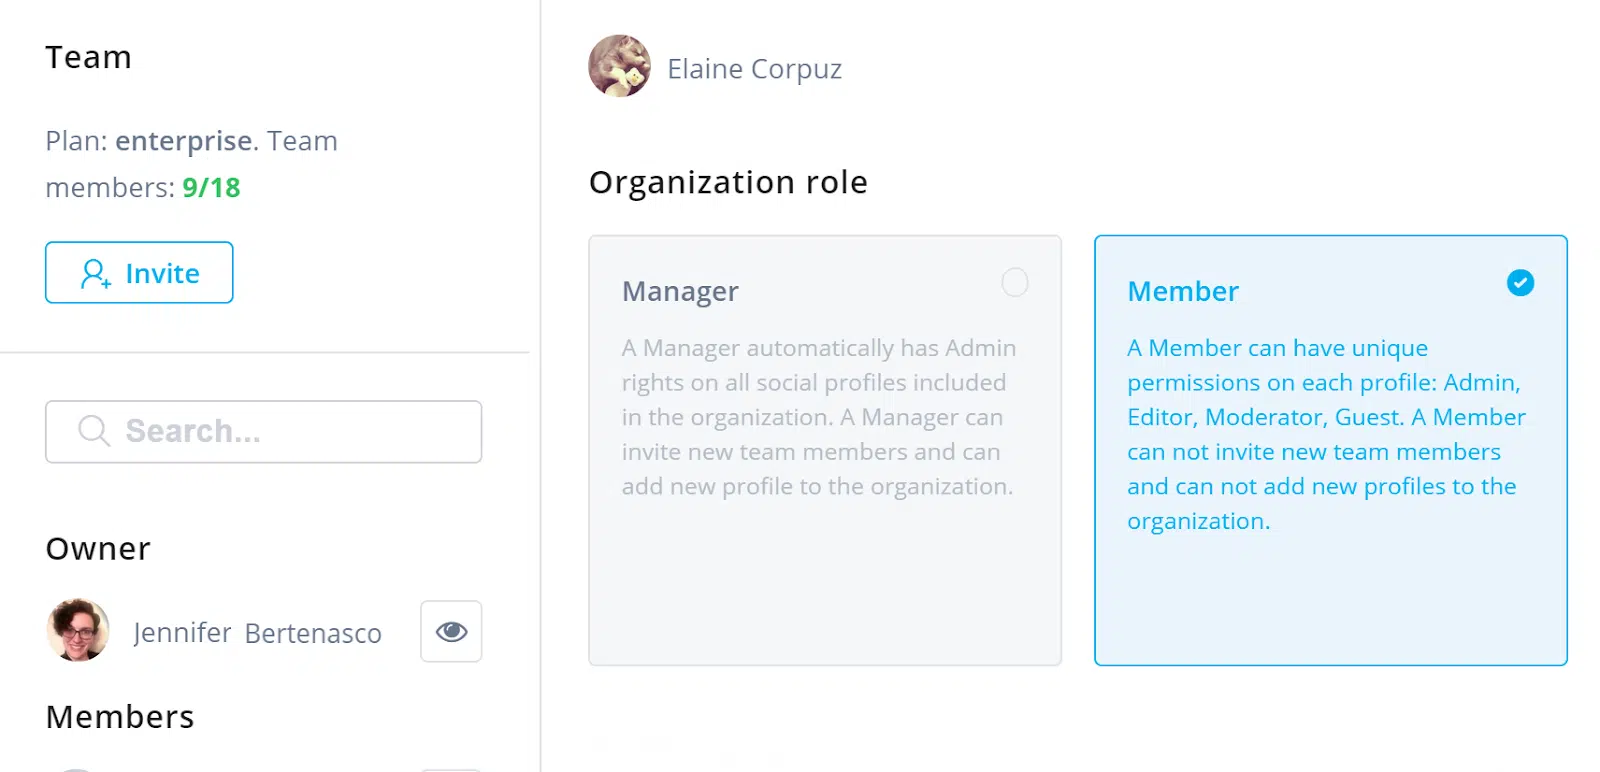 Team
Plan: enterprise. Team
members: 9/18
Invite
Search...
Owner
Jennifer Bertenasco
Members
Elaine Corpuz
Organization role
Manager
A Manager automatically has Admin
rights on all social profiles included
in the organization. A Manager can
invite new team members and can
add new profile to the organization.
Member
A Member can have unique
permissions on each profile: Admin,
Editor, Moderator, Guest. A Member
can not invite new team members
and can not add new profiles to the
organization.